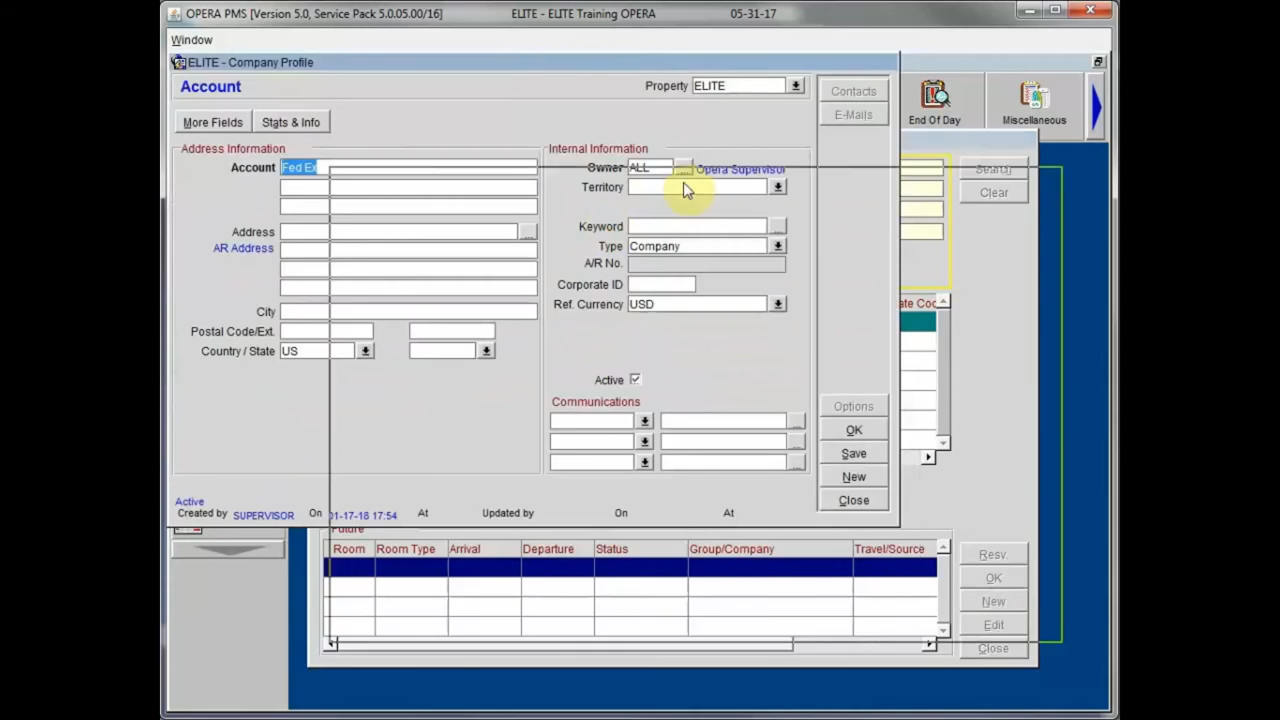 OPERA PMS [Version 5.0, Service Pack 5.0.05.00/16] ELITE - ELITE Training OPERA 05-31-17
Window
ELITE - Company Profile
Account
Property ELITE
More Fields Stats & Info
Contacts
E-Mails
End Of Day Miscellaneous
Address Information
Account Fed Ex
Address
AR Address
City
Postal Code/Ext.
Country / State US
Internal Information
Owner ALL Opera Supervisor
Territory
Keyword
Type Company
A/R No.
Corporate ID
Ref. Currency USD
Active
Communications
Search
Clear
ate Coc
Options
OK
Save
New
Close
Active
Created by SUPERVISOR On 01-17-18 17:54 At Updated by On At
Future
Room Room Type Arrival Departure Status Group/Company Travel/Source
Resv.
OK
New
Edit
Close